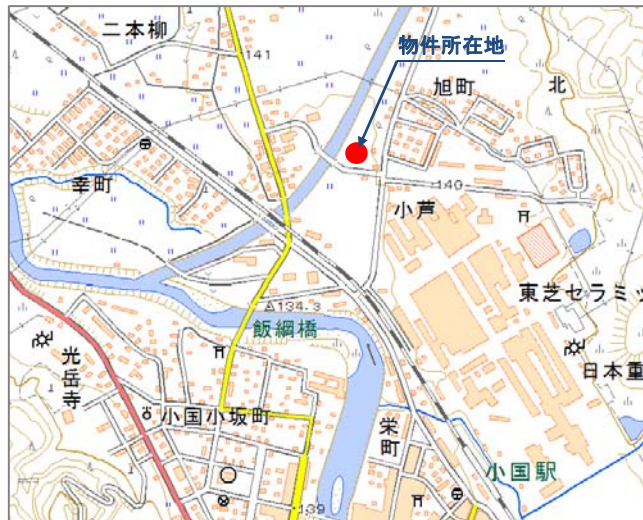 二本柳
141
物件所在地
旭町
北
幸町
140
小芦
東芝セラミッ
134.3
飯綱橋
光岳寺
日本重
小国小坂町
栄町
小国駅
139